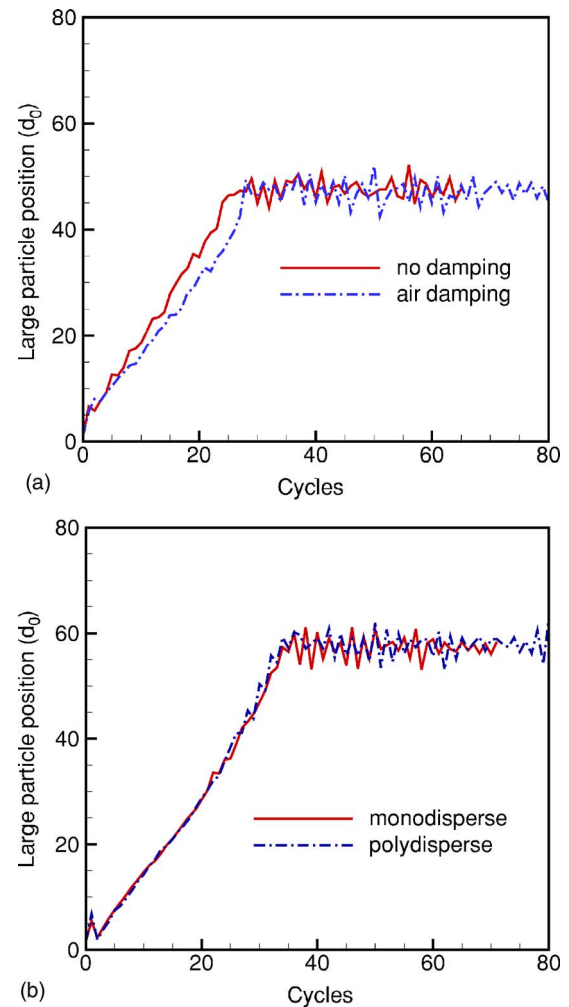 80
60
40
20
0
Large particle position (d0)
no damping
air damping
0 20 40 60 80
Cycles
(a)
80
60
40
20
0
Large particle position (d0)
monodisperse
polydisperse
0 20 40 60 80
Cycles
(b)